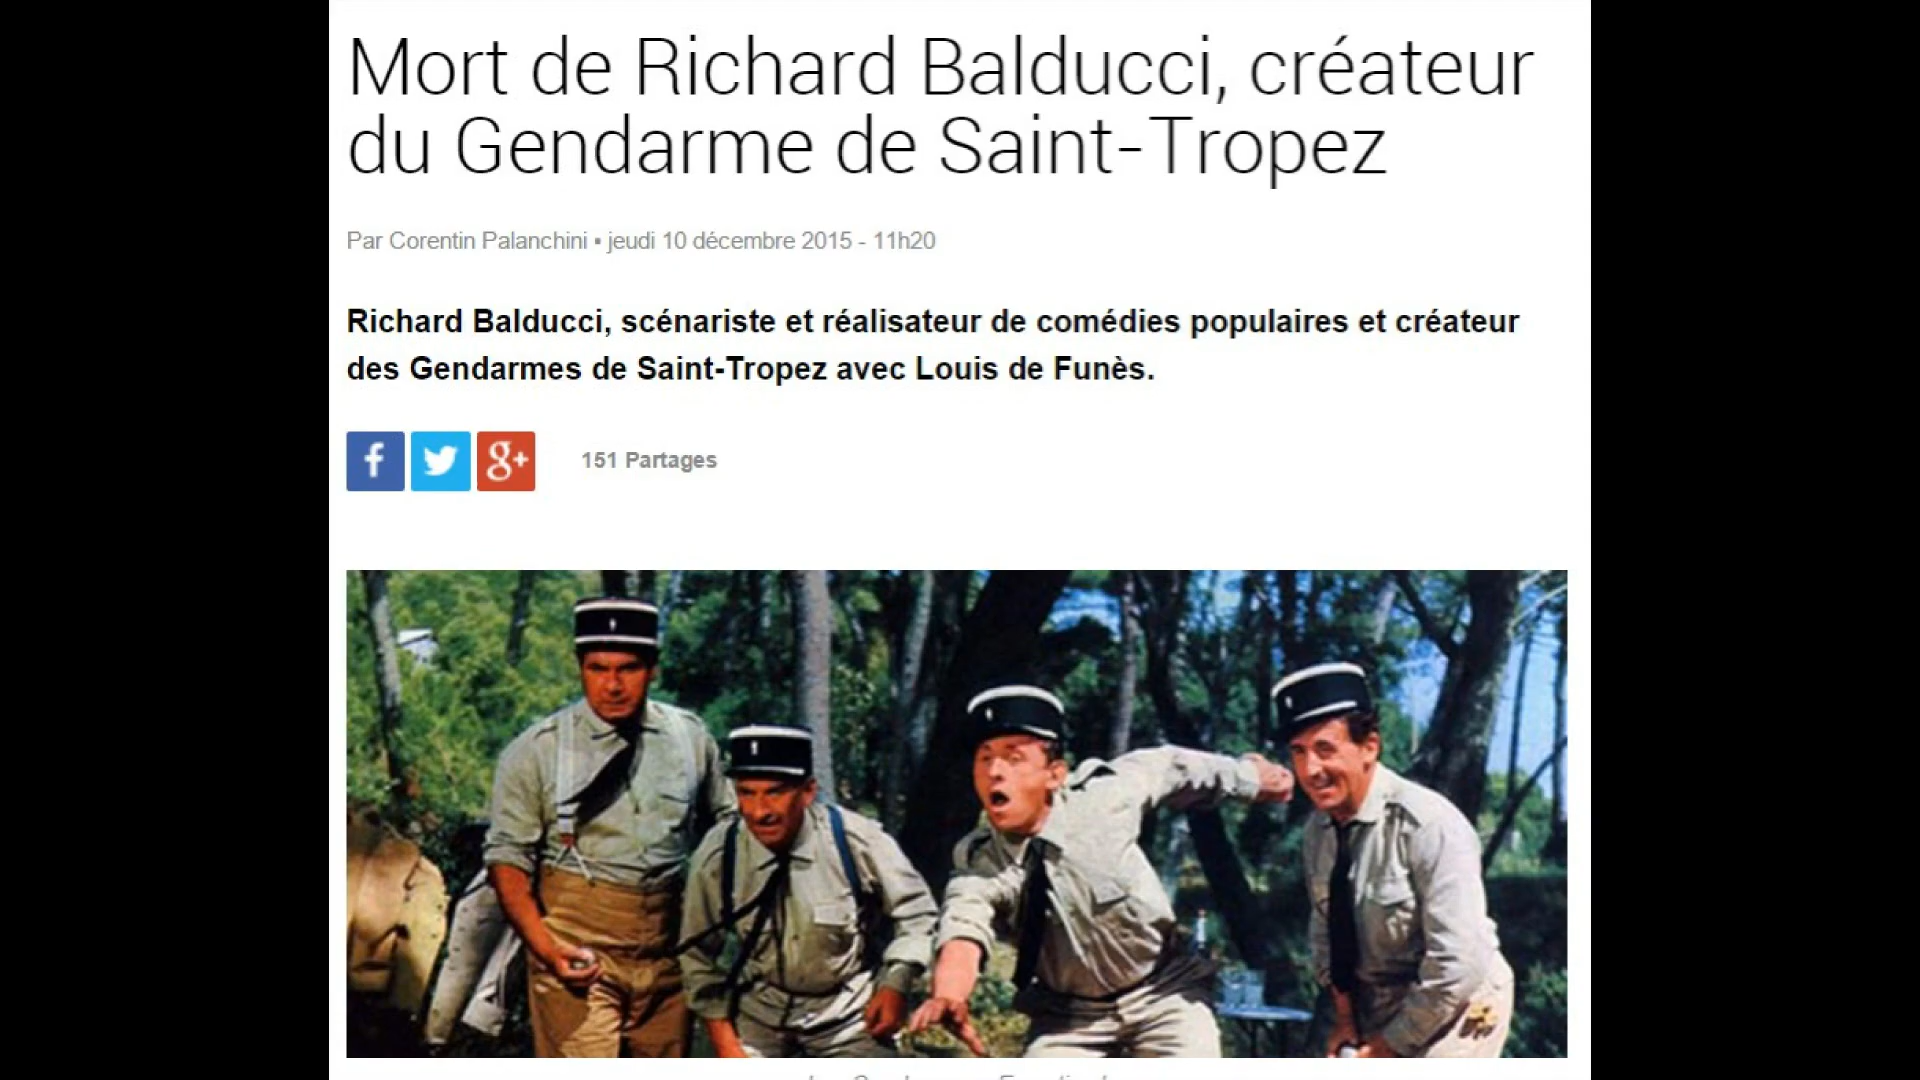 Mort de Richard Balducci, créateur
du Gendarme de Saint-Tropez
Par Corentin Palanchini • jeudi 10 décembre 2015 - 11h20
Richard Balducci, scénariste et réalisateur de comédies populaires et créateur
des Gendarmes de Saint-Tropez avec Louis de Funès.
f g+ 151 Partages